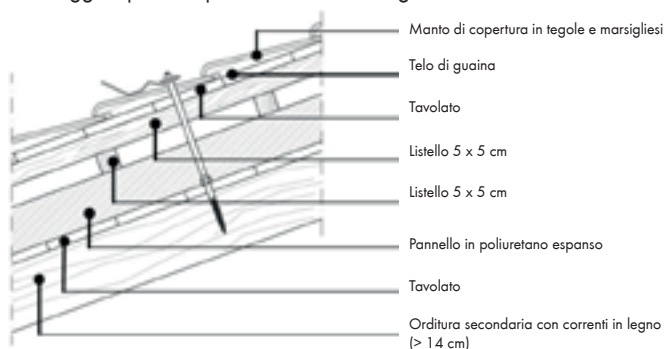 Manto di copertura in tegole e marsigliesi
Telo di guaina
Tavolato
Listello 5 x 5 cm
Listello 5 x 5 cm
Pannello in poliuretano espanso
Tavolato
Orditura secondaria con correnti in legno
(> 14 cm)